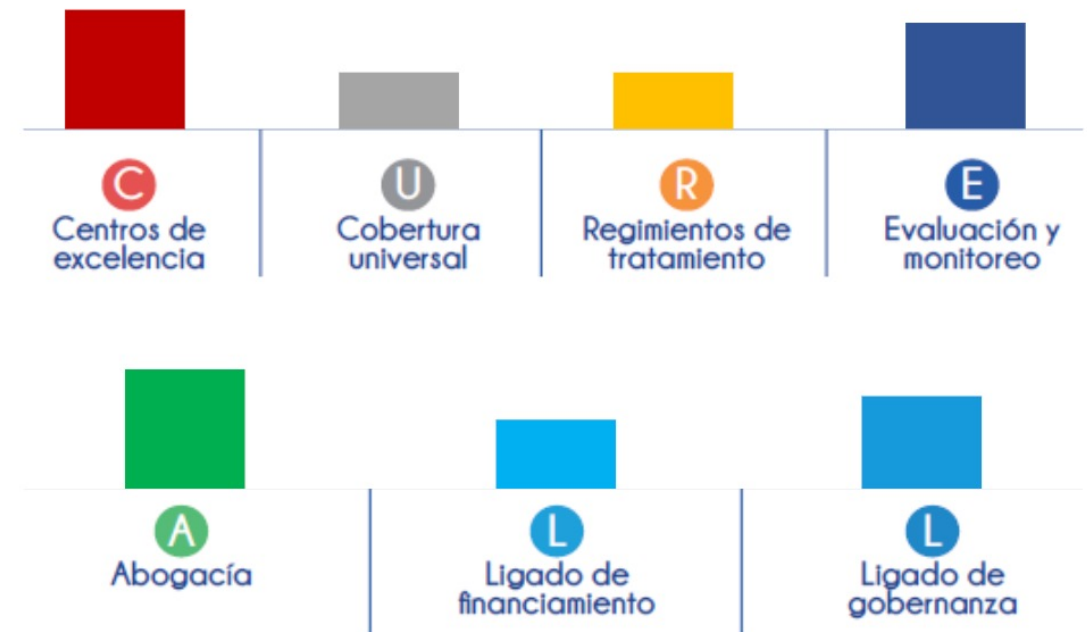 C
U
R
E
Centros de
excelencia
Cobertura
universal
Regimientos de
tratamiento
Evaluación y
monitoreo
A
L
L
Abogacía
Ligado de
financiamiento
Ligado de
gobernanza